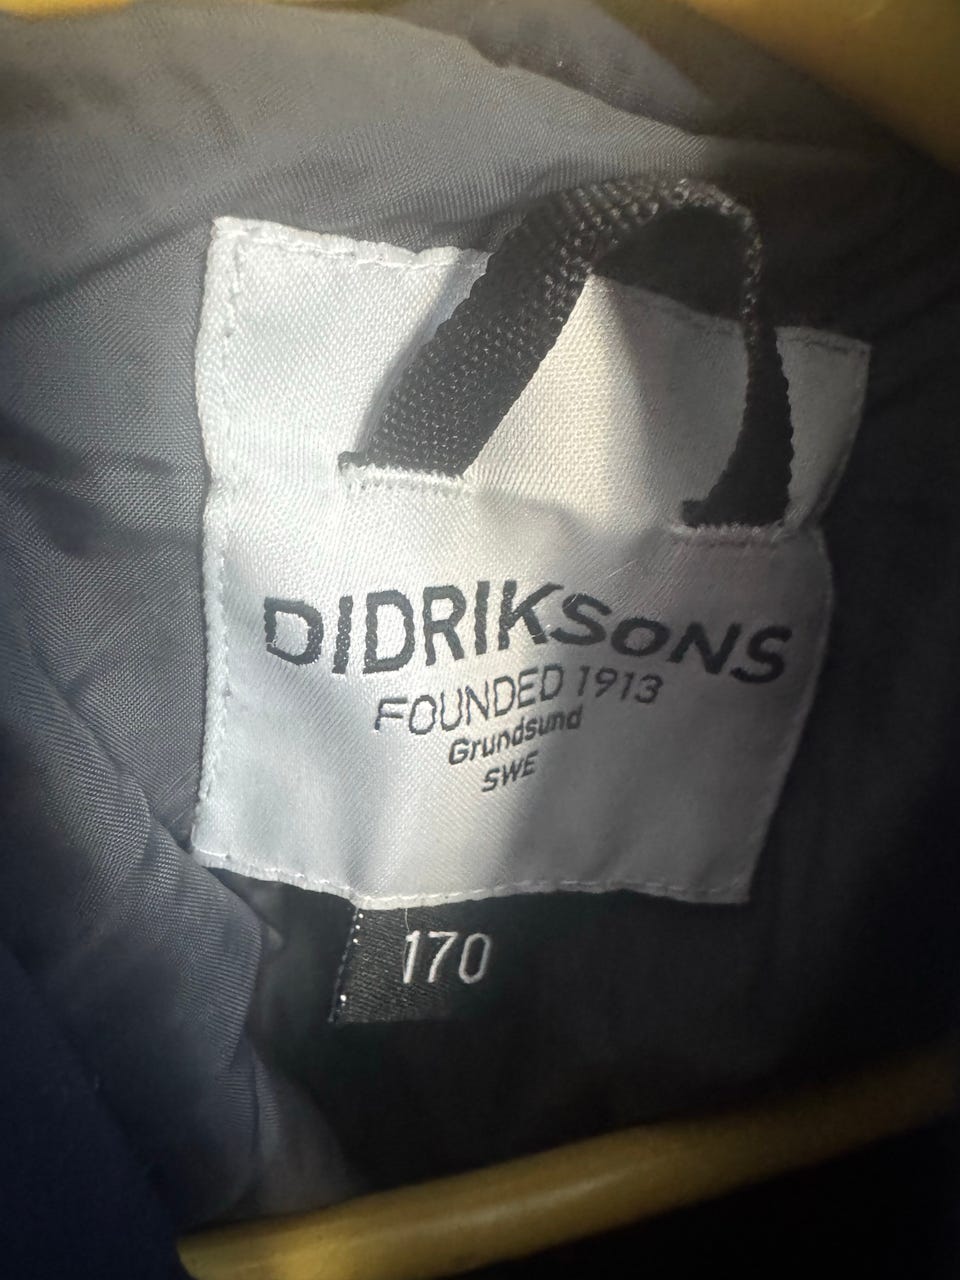 DIDRIKSONS
FOUNDED 1913
Grundsund
SWE
170